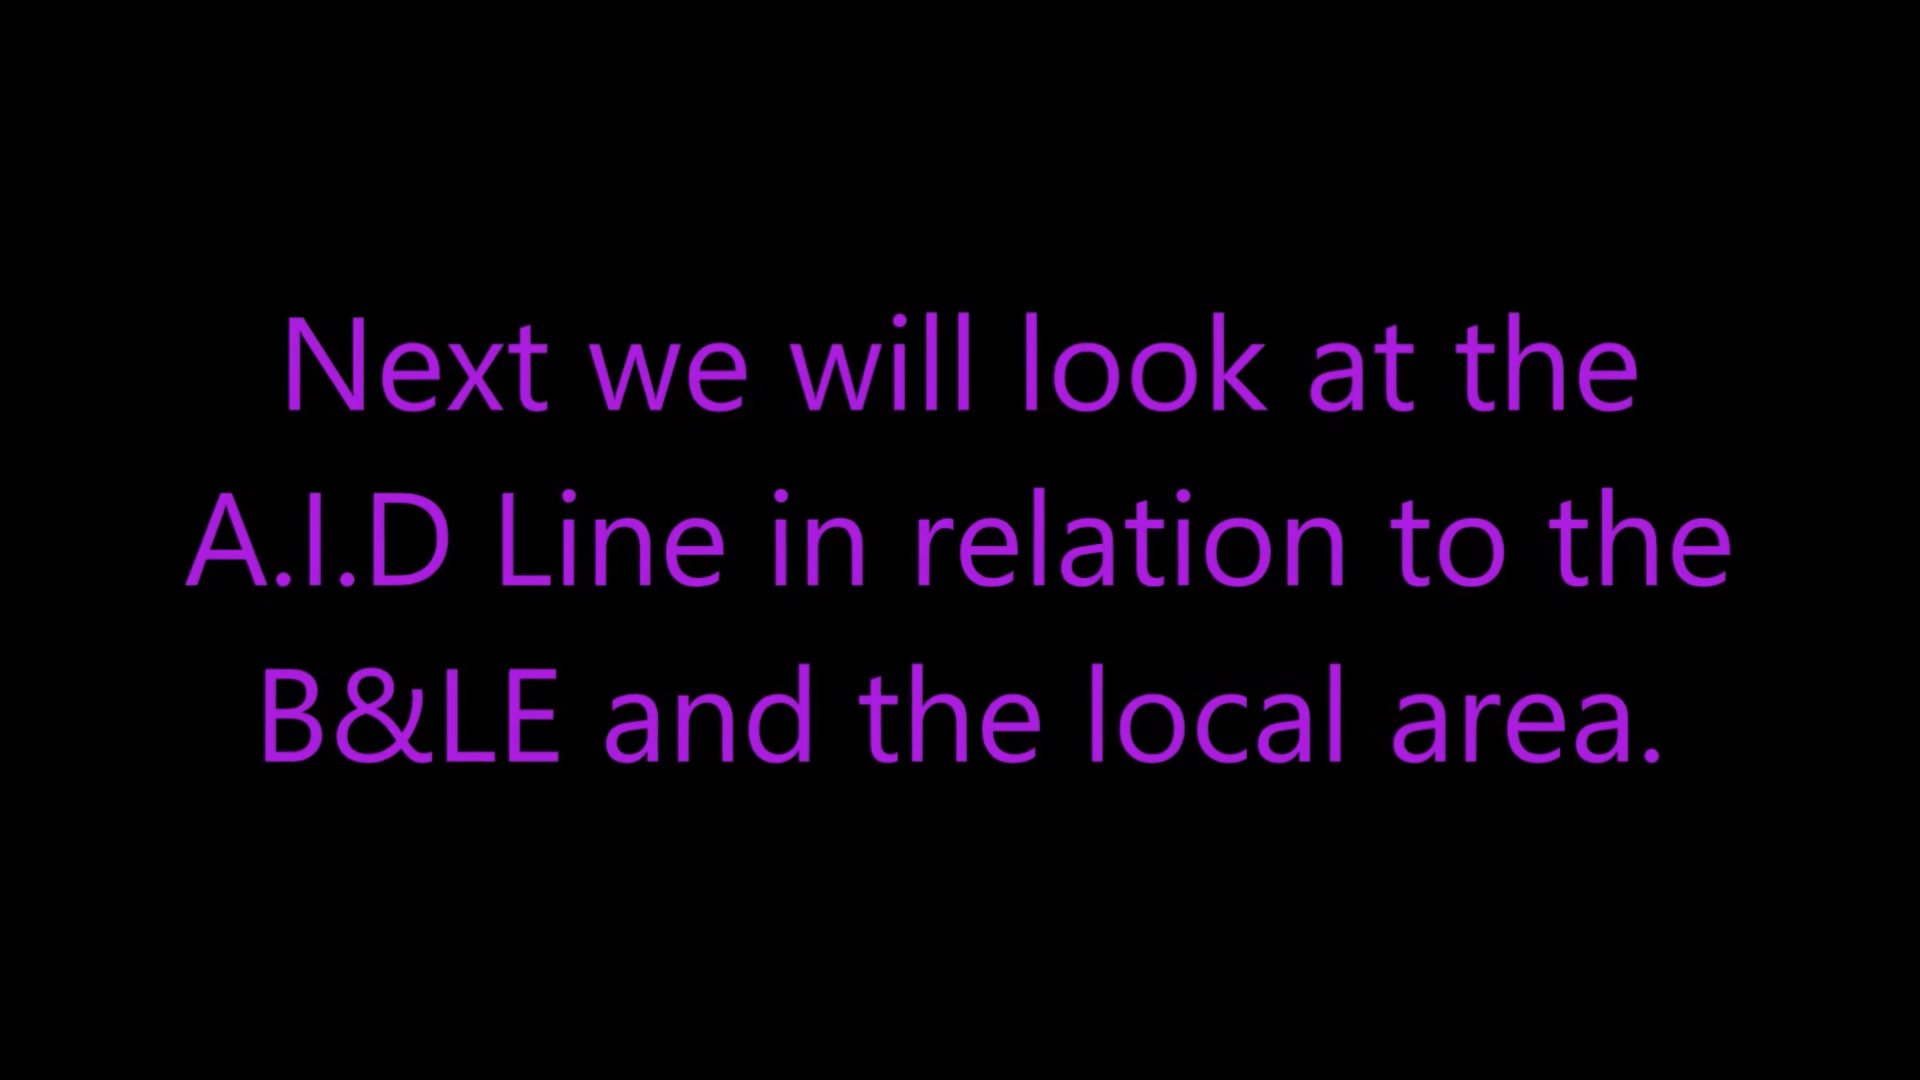 Next we will look at the
A.I.D Line in relation to the
B&LE and the local area.